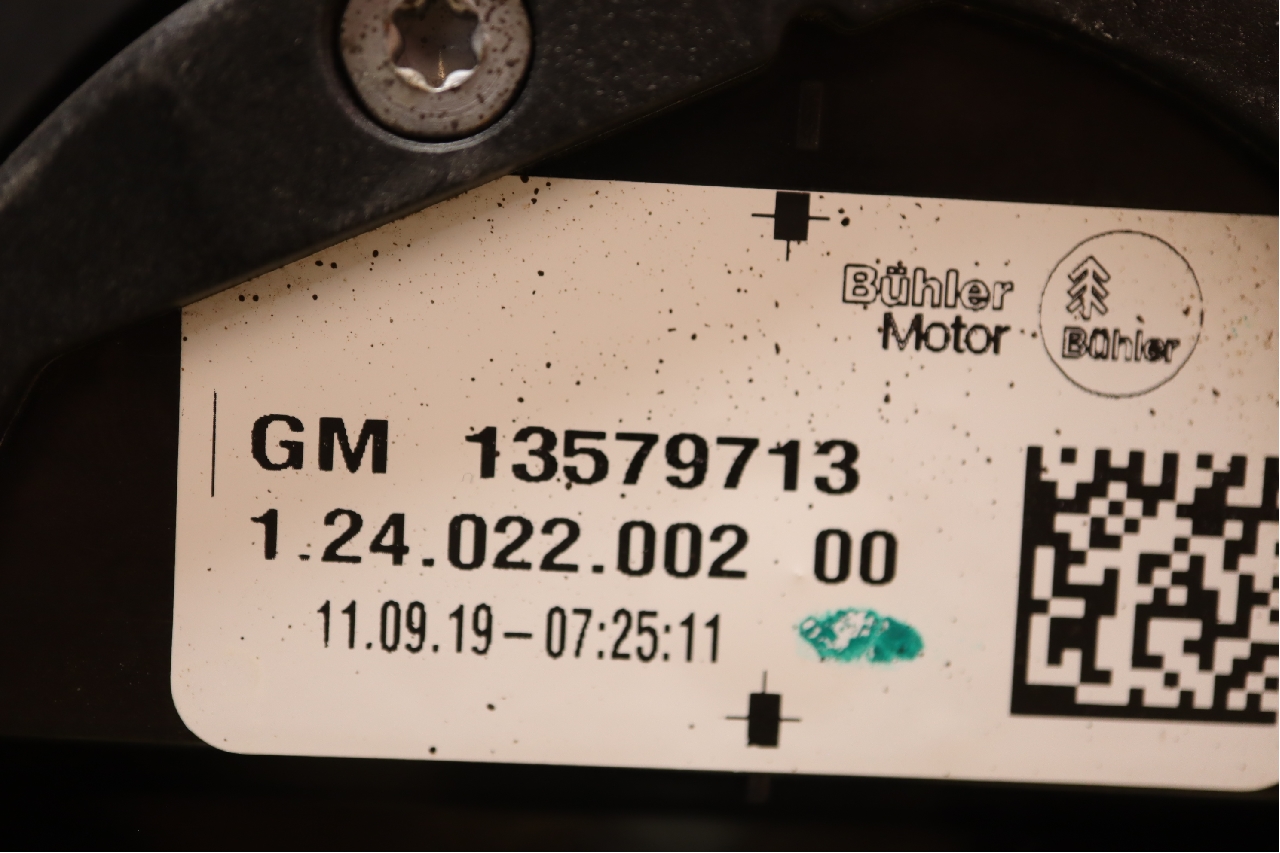 Bühler
Motor
Bühler
GM 13579713
1.24.022.002 00
11.09.19 – 07:25:11